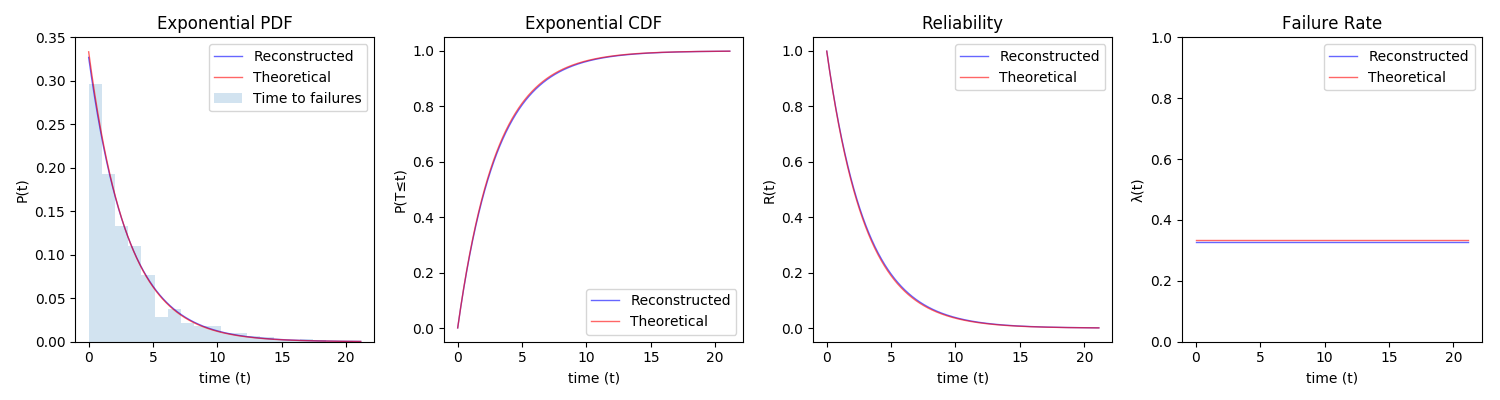 Exponential PDF
0.35
0.30
0.25
0.20
0.15
0.10
0.05
0.00
P(t)
Reconstructed
Theoretical
Time to failures
0 5 10 15 20
time (t)
Exponential CDF
1.0
0.8
0.6
0.4
0.2
0.0
P(T≤t)
Reconstructed
Theoretical
0 5 10 15 20
time (t)
Reliability
1.0
0.8
0.6
0.4
0.2
0.0
R(t)
Reconstructed
Theoretical
0 5 10 15 20
time (t)
Failure Rate
1.0
0.8
0.6
0.4
0.2
0.0
λ(t)
Reconstructed
Theoretical
0 5 10 15 20
time (t)